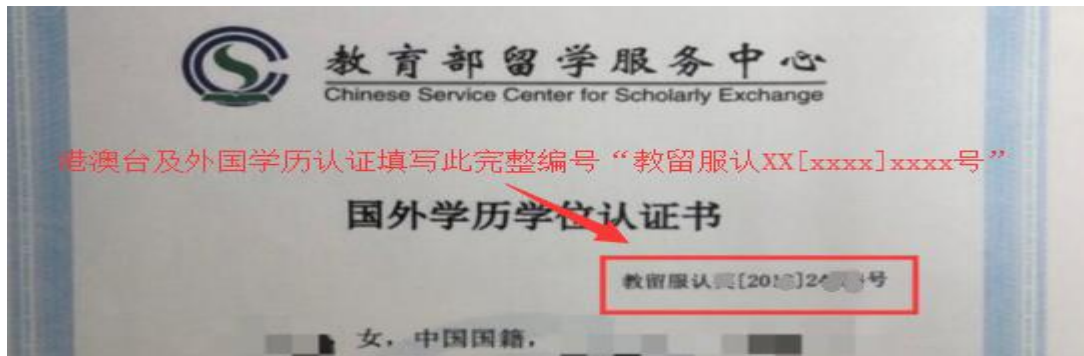 教育部留学服务中心
Chinese Service Center for Scholarly Exchange
港澳台及外国学历认证填写此完整编号“教留服认XX[xxxx]xxxx号”
国外学历学位认证书
教留服认[20]2号
女，中国国籍，